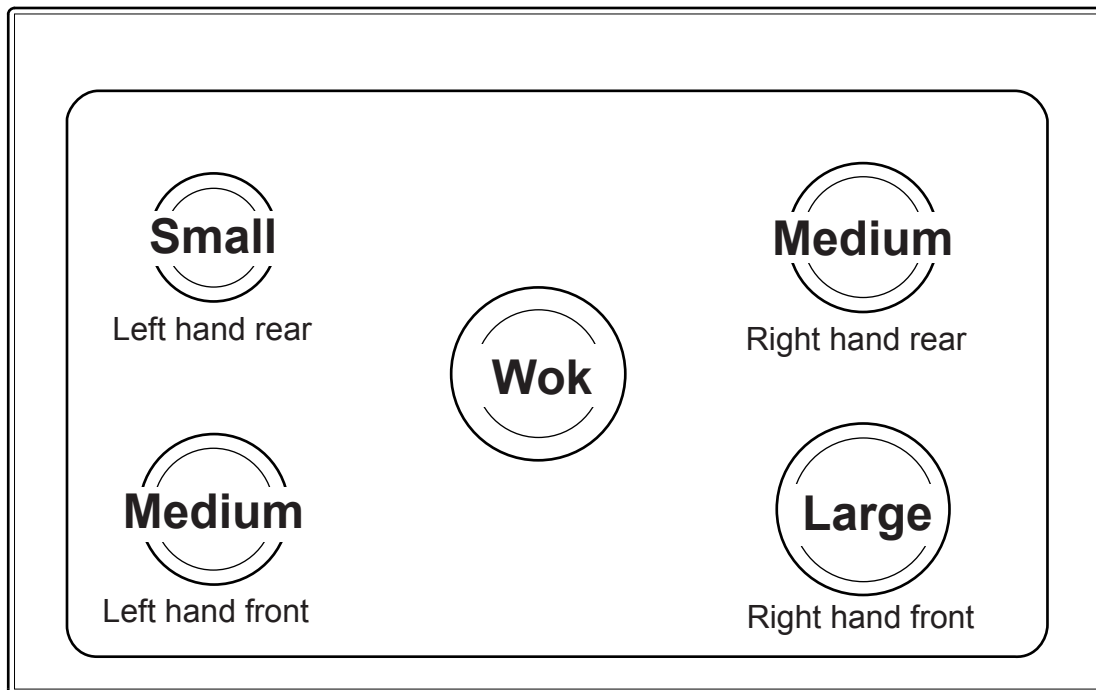 Small
Left hand rear
Medium
Right hand rear
Wok
Medium
Left hand front
Large
Right hand front